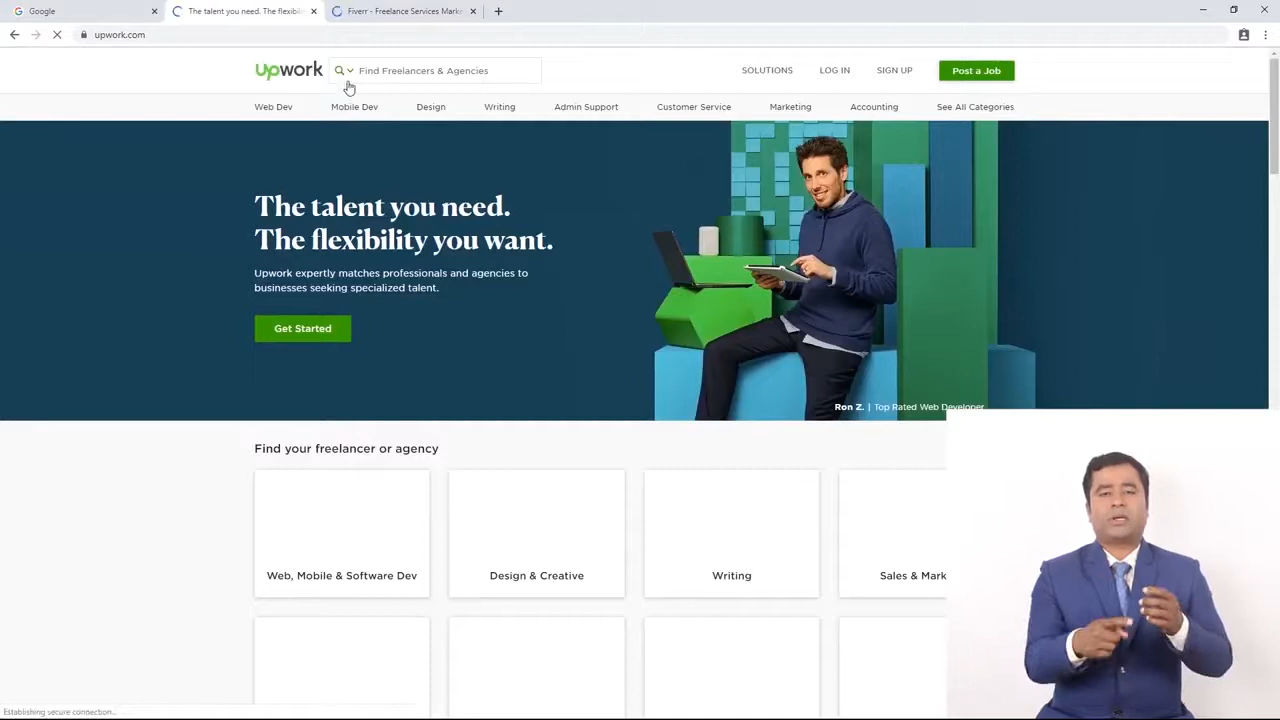 Google
The talent you need. The flexibili
Fiverr - Freelance Services Marke
upwork.com
upwork
Find Freelancers & Agencies
SOLUTIONS
LOG IN
SIGN UP
Post a Job
Web Dev
Mobile Dev
Design
Writing
Admin Support
Customer Service
Marketing
Accounting
See All Categories
The talent you need.
The flexibility you want.
Upwork expertly matches professionals and agencies to
businesses seeking specialized talent.
Get Started
Ron Z. | Top Rated Web Developer
Find your freelancer or agency
Web, Mobile & Software Dev
Design & Creative
Writing
Sales & Mark
Establishing secure connection...